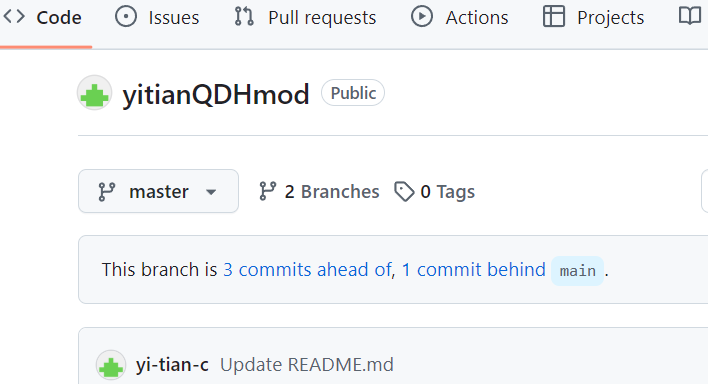 Code Issues Pull requests Actions Projects
yitianQDHmod Public
master 2 Branches 0 Tags
This branch is 3 commits ahead of, 1 commit behind main.
yi-tian-c Update README.md